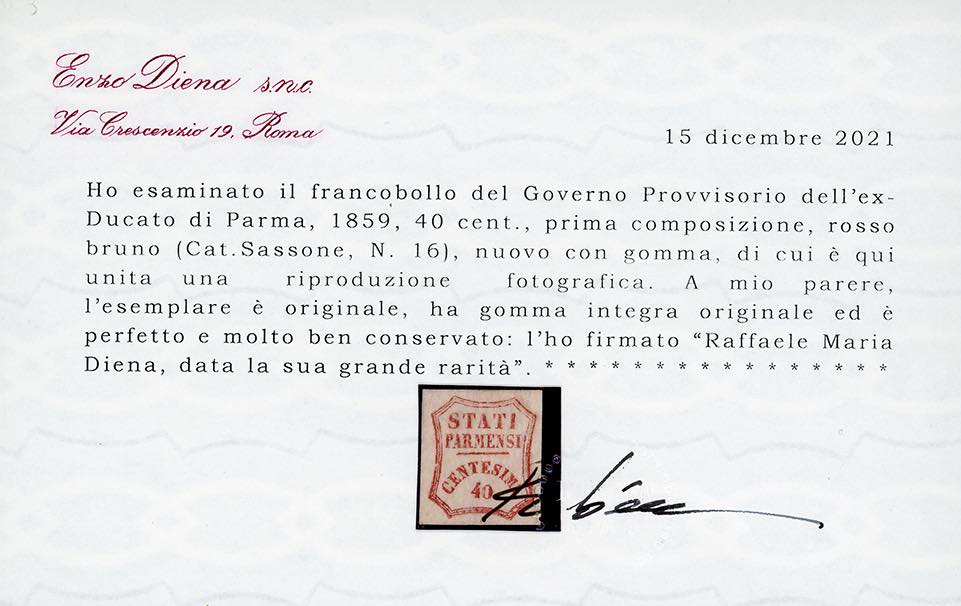 Enzo Diena s.n.c.
Via Crescenzio 19, Roma
15 dicembre 2021
Ho esaminato il francobollo del Governo Provvisorio dell'ex-
Ducato di Parma, 1859, 40 cent., prima composizione, rosso
bruno (Cat.Sassone, N. 16), nuovo con gomma, di cui è qui
unita una riproduzione fotografica. A mio parere,
l'esemplare è originale, ha gomma integra originale ed è
perfetto e molto ben conservato: l'ho firmato “Raffaele Maria
Diena, data la sua grande rarità”. * * * * * * * * * * * * * * * *
STATI
PARMENSI
CENTESIMI
40